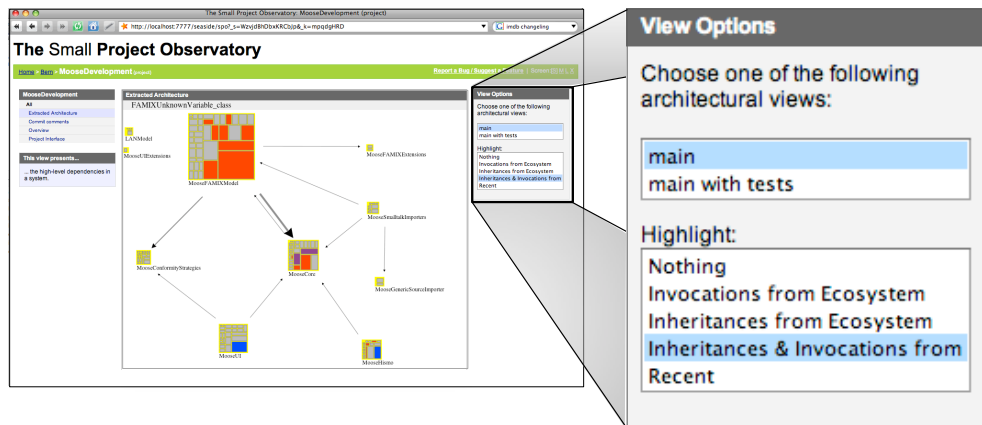 The Small Project Observatory: MooseDevelopment (project)
http://localhost:7777/seaside/spo?_s=WzvjdBhDbxKRCbJp&_k=mpqdgHRD
imdb changeling
The Small Project Observatory
Home - Bern - MooseDevelopment (project)
Report a Bug / Suggest a
MooseDevelopment
All
Extracted Architecture
Commit comments
Overview
Project Interface
This view presents...
... the high-level dependencies in
a system.
Extracted Architecture
FAMIXUnknownVariable_class
LANModel
MooseUIExtensions
MooseFAMIXModel
MooseFAMIXExtensions
MooseSmalltalkImporters
MooseConformityStrategies
MooseCore
MooseGenericSourceImporter
MooseUI
MooseHismo
View Options
Choose one of the following
architectural views:
main
main with tests
Highlight:
Nothing
Invocations from Ecosystem
Inheritances from Ecosystem
Inheritances & Invocations from
Recent
View Options
Choose one of the following
architectural views:
main
main with tests
Highlight:
Nothing
Invocations from Ecosystem
Inheritances from Ecosystem
Inheritances & Invocations from
Recent